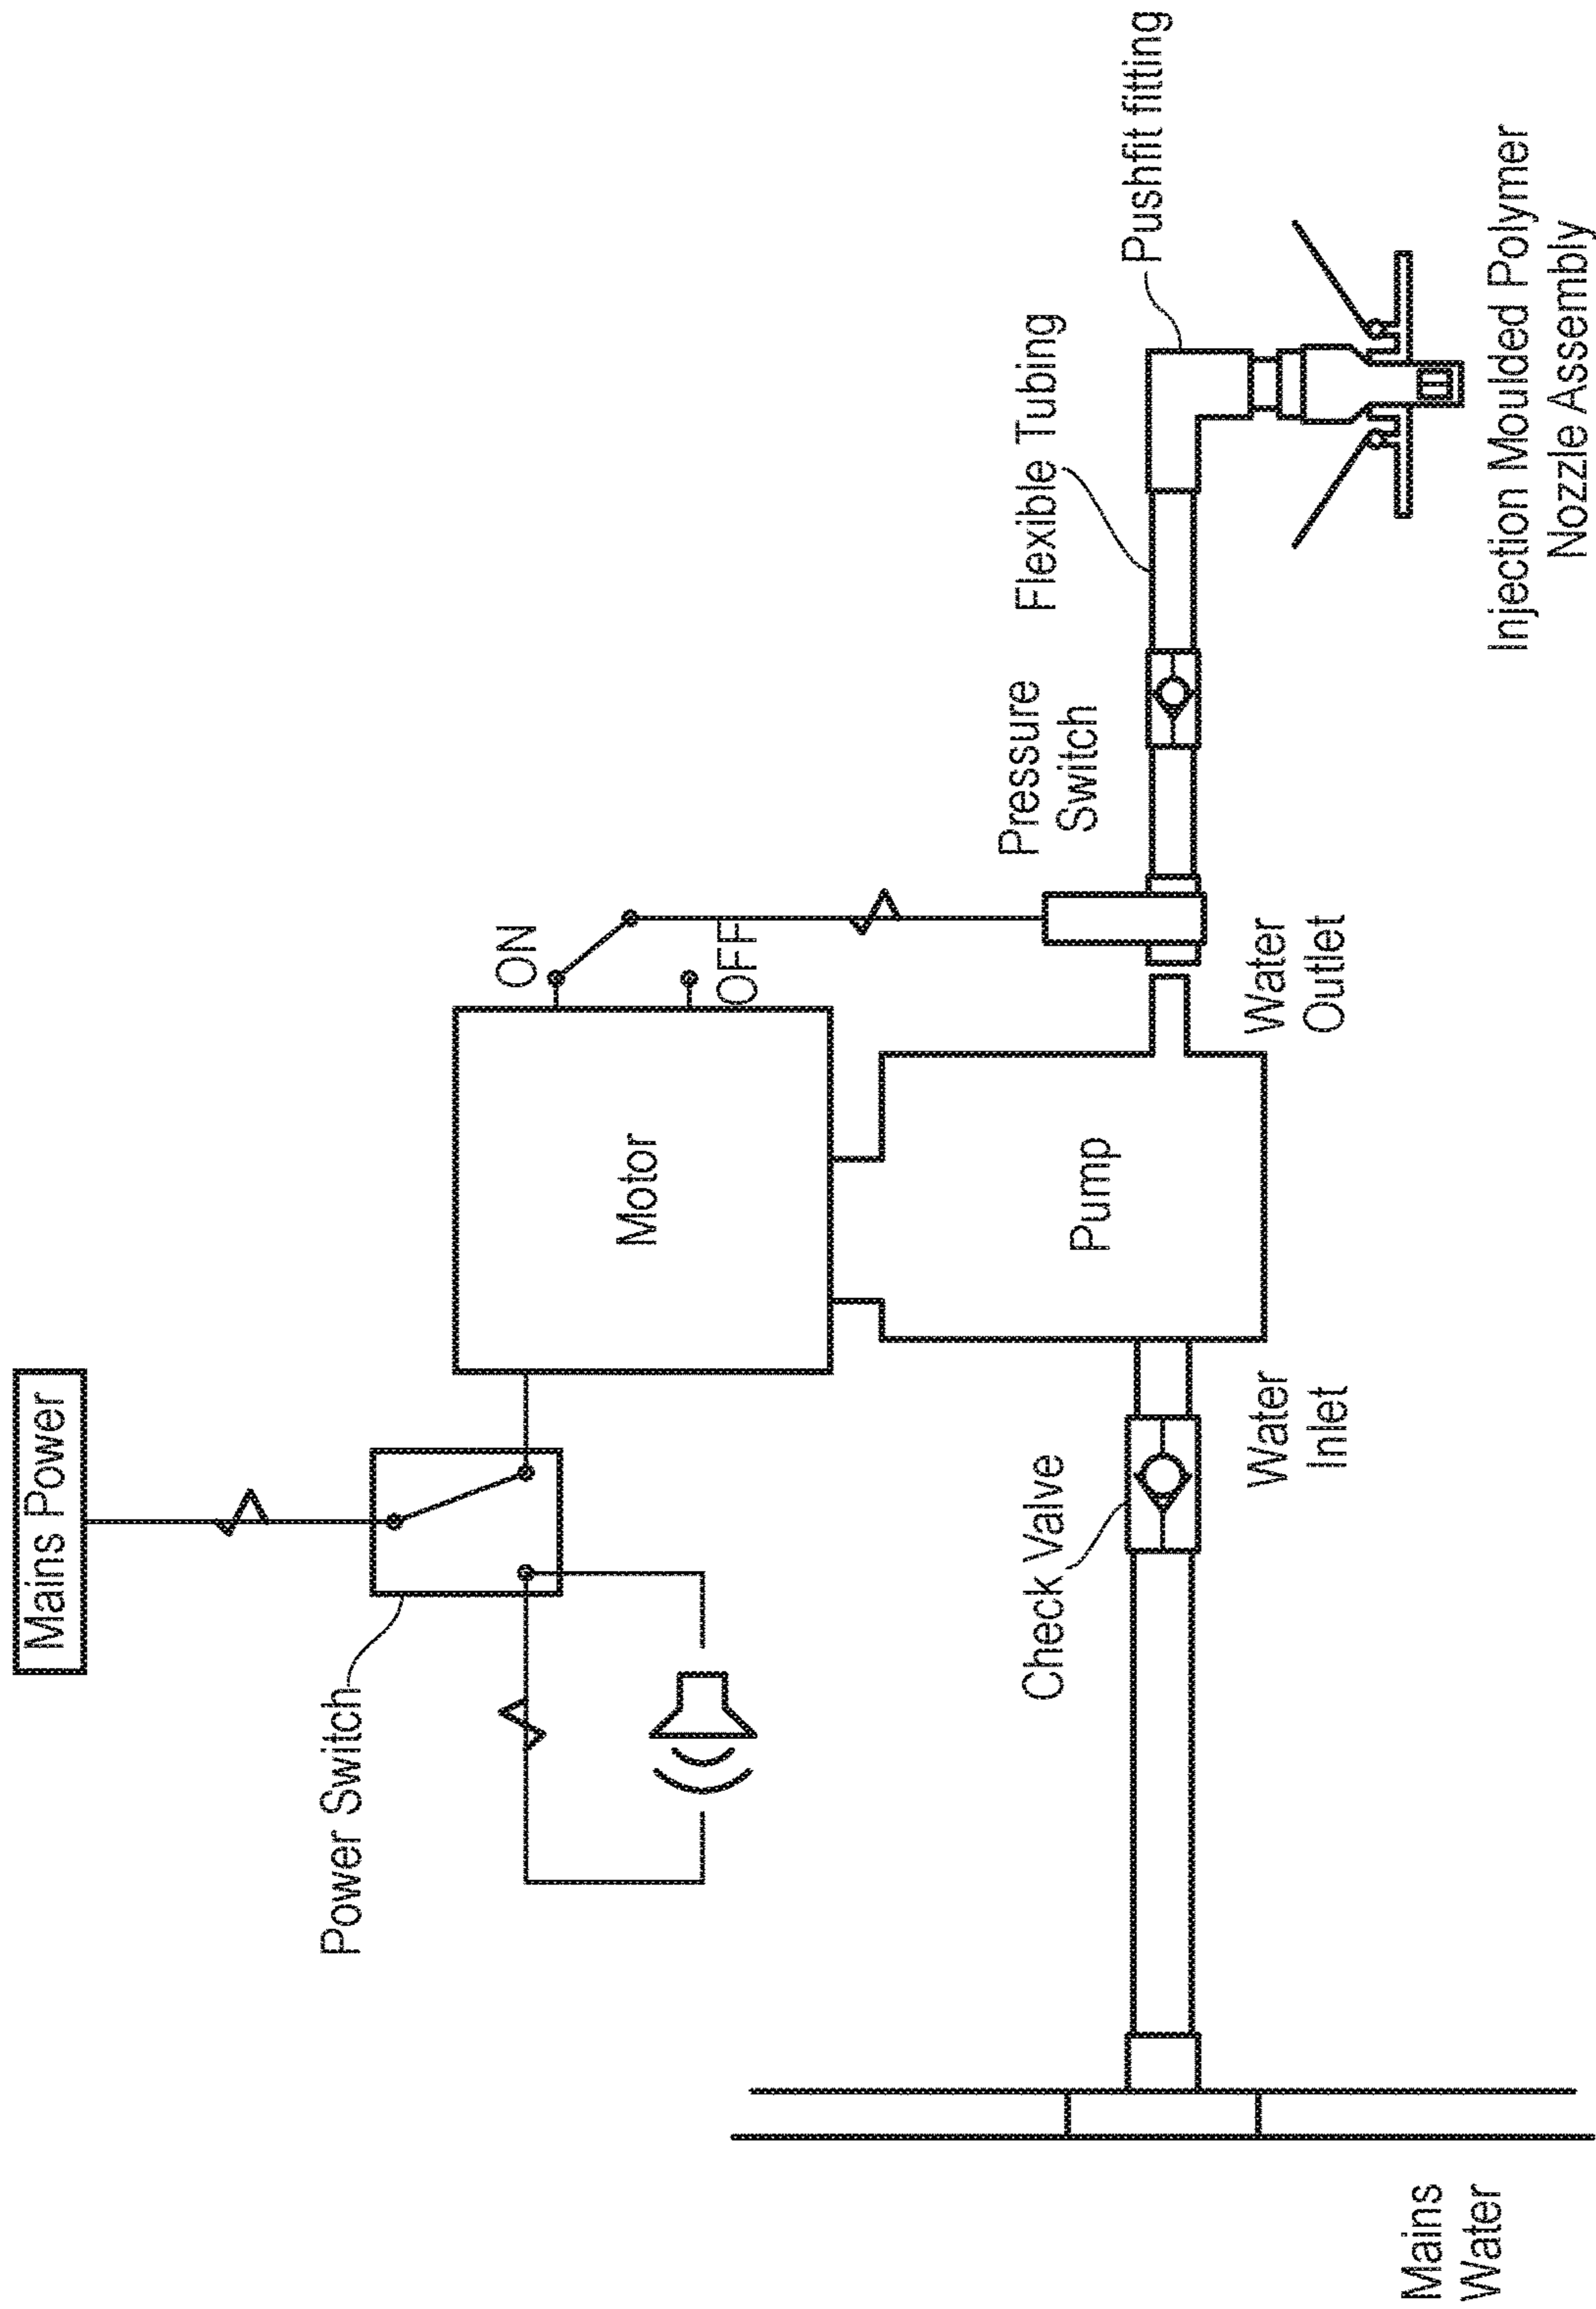 Mains Power
Power Switch
Motor
ON
OFF
Pressure
Switch
Flexible Tubing
Pushfit fitting
Check Valve
Pump
Water
Inlet
Water
Outlet
Mains
Water
Injection Moulded Polymer
Nozzle Assembly